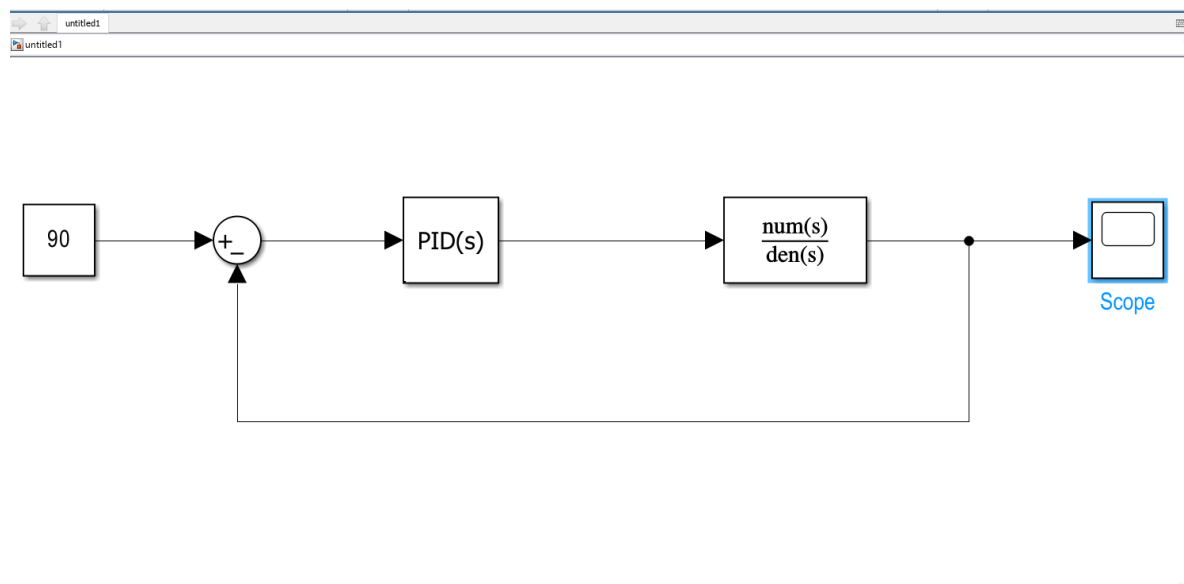 untitled1
untitled1
90
+
−
PID(s)
num(s)
den(s)
Scope